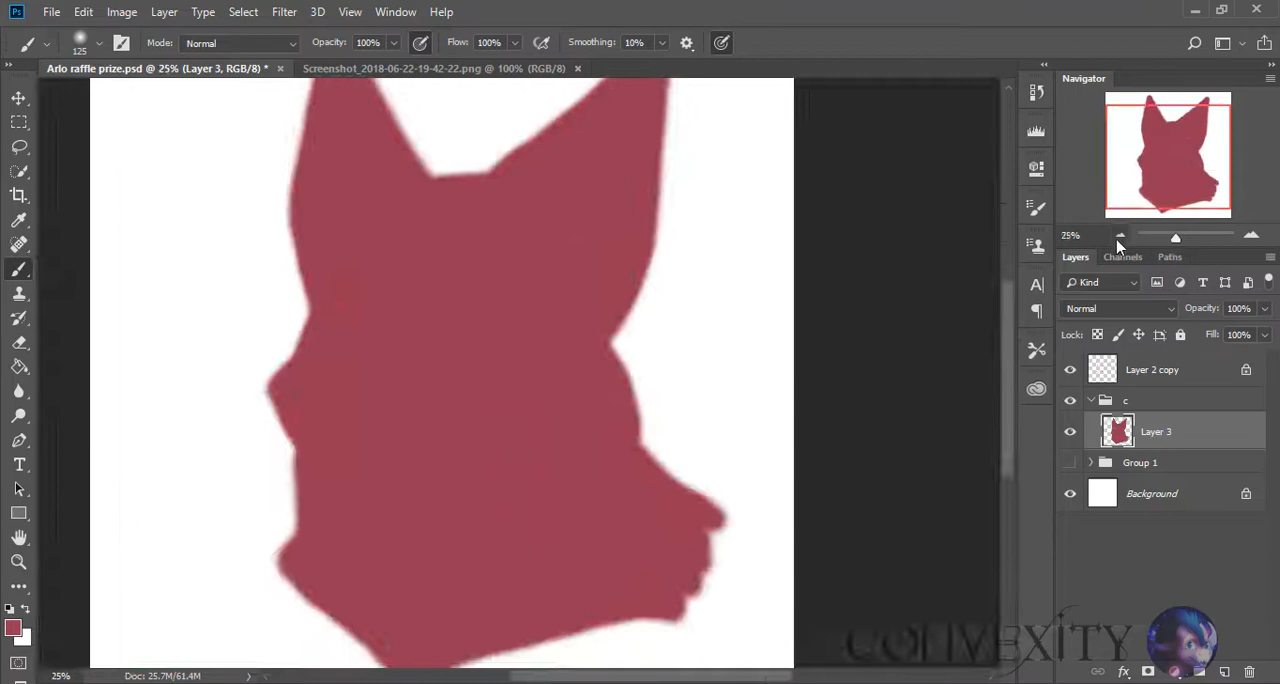 Ps File Edit Image Layer Type Select Filter 3D View Window Help
125 Mode: Normal Opacity: 100% Flow: 100% Smoothing: 10%
Arlo raffle prize.psd @ 25% (Layer 3, RGB/8) * × Screenshot_2018-06-22-19-42-22.png @ 100% (RGB/8) ×
Navigator
25%
Layers Channels Paths
Kind
Normal Opacity: 100%
Lock: Fill: 100%
Layer 2 copy
c
Layer 3
Group 1
Background
CONVEXITY
25% Doc: 25.7M/61.4M